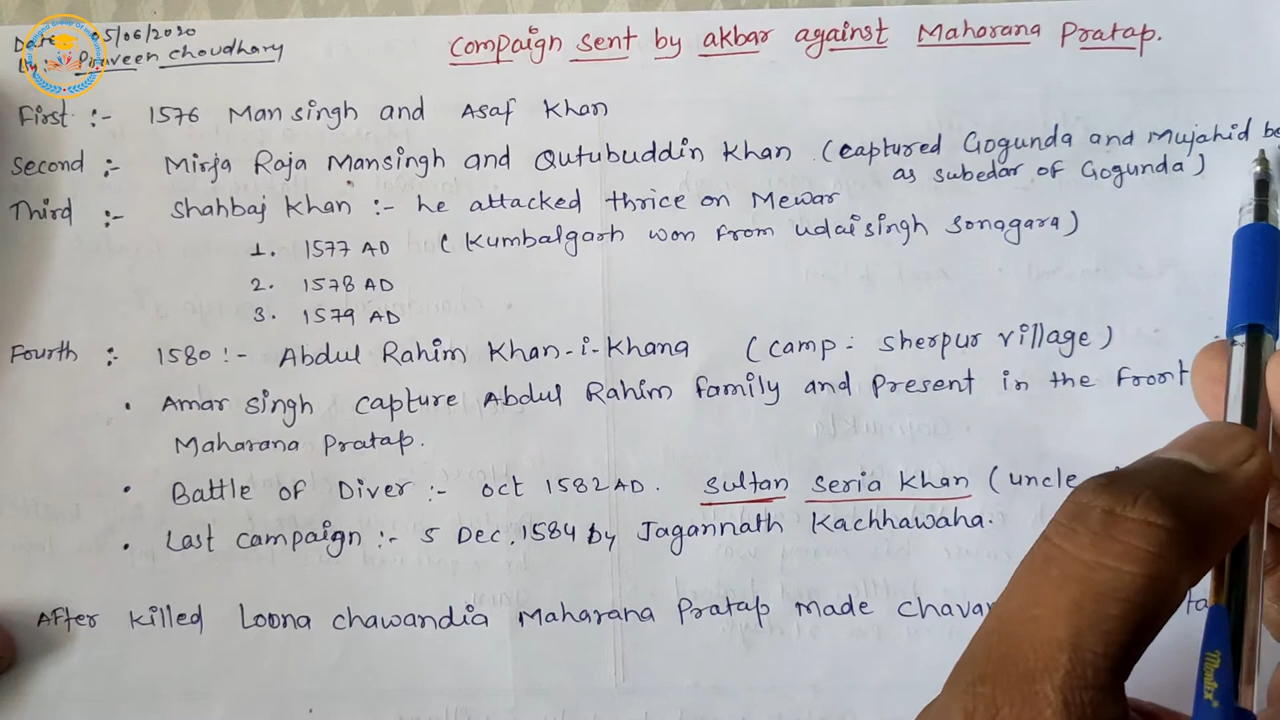 Date 05/06/2020
by:- Praveen choudhary
Compaign sent by akbar against Maharana Pratap.
First :- 1576 Mansingh and Asaf Khan
Second :- Mirja Raja Mansingh and Qutubuddin Khan (captured Gogunda and Mujahid be
as subedar of Gogunda)
Third :- Shahbaj Khan :- he attacked thrice on Mewar
1. 1577 AD (Kumbalgarh won from Udaisingh Sonagara)
2. 1578 AD
3. 1579 AD
Fourth :- 1580 :- Abdul Rahim Khan-i-Khana (camp : Sherpur village)
• Amar singh capture Abdul Rahim family and present in the front
Maharana Pratap.
• Battle of Diver :- Oct 1582 AD. Sultan Seria Khan (uncle
• Last campaign :- 5 Dec. 1584 by Jagannath Kachhawaha.
After killed Loona chawandia Maharana Pratap made chavan
Montex